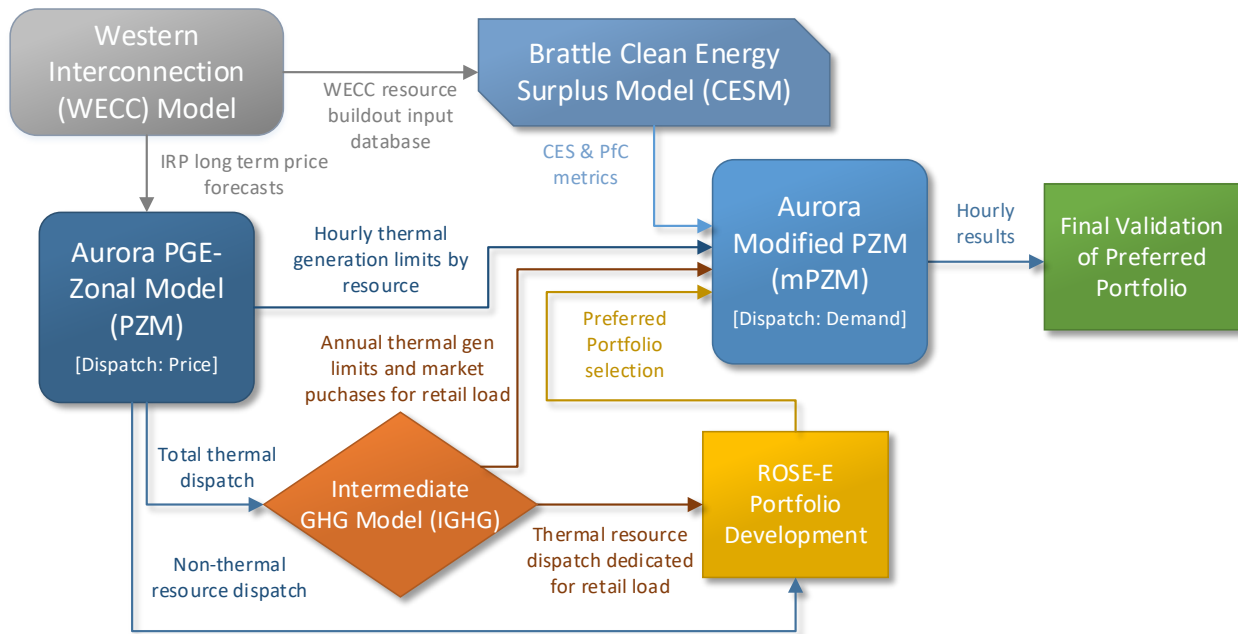 Western
Interconnection
(WECC) Model
Brattle Clean Energy
Surplus Model (CESM)
WECC resource
buildout input
database
IRP long term price
forecasts
CES & PfC
metrics
Aurora PGE-
Zonal Model
(PZM)
[Dispatch: Price]
Hourly thermal
generation limits by
resource
Aurora
Modified PZM
(mPZM)
[Dispatch: Demand]
Hourly
results
Final Validation
of Preferred
Portfolio
Annual thermal gen
limits and market
puchases for retail load
Preferred
Portfolio
selection
Total thermal
dispatch
Intermediate
GHG Model (IGHG)
ROSE-E
Portfolio
Development
Thermal resource
dispatch dedicated
for retail load
Non-thermal
resource dispatch